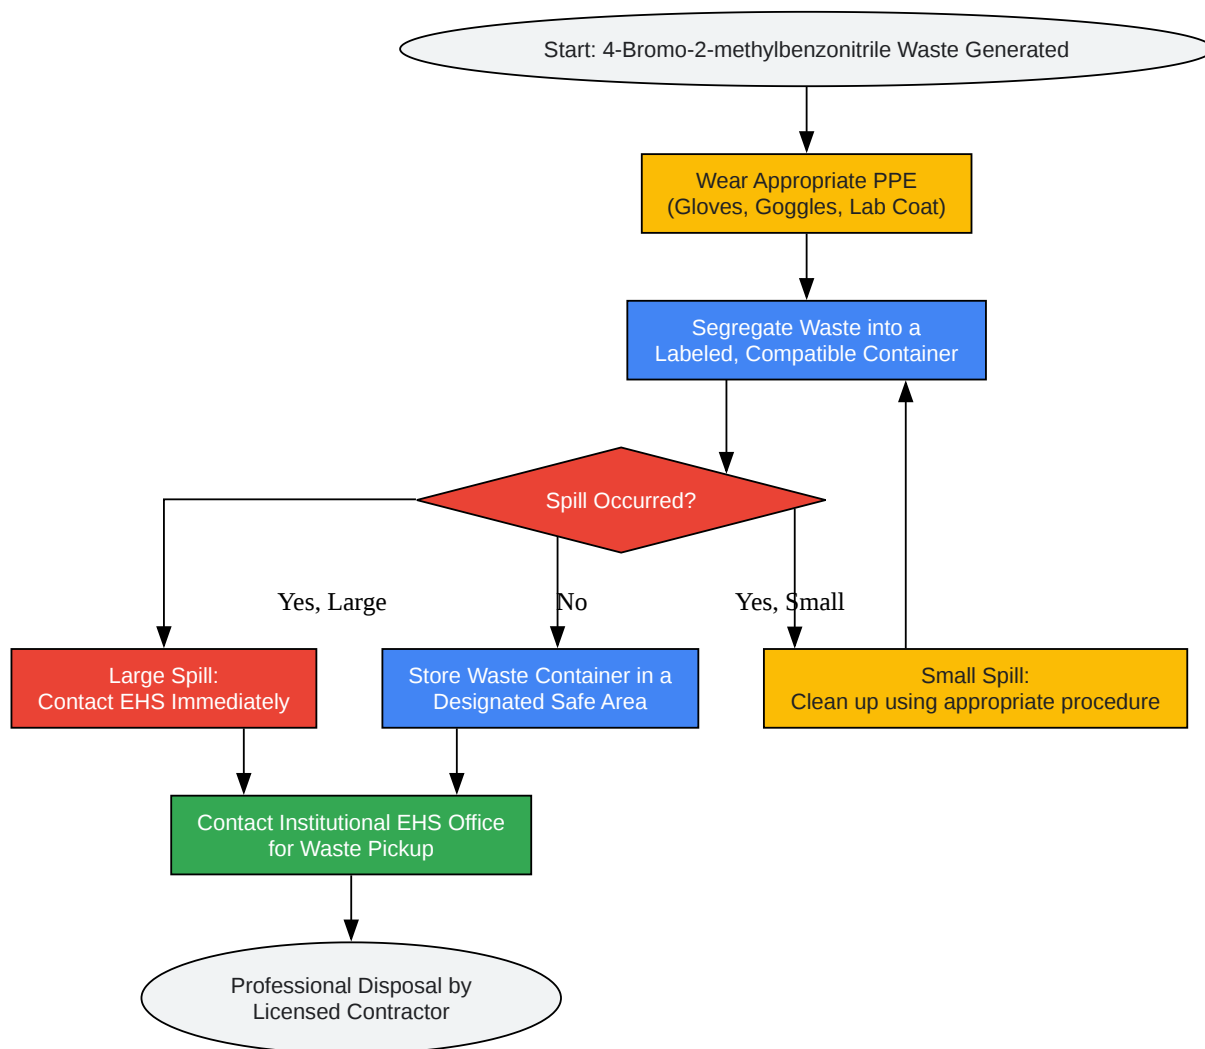 Start: 4-Bromo-2-methylbenzonitrile Waste Generated
Wear Appropriate PPE
(Gloves, Goggles, Lab Coat)
Segregate Waste into a
Labeled, Compatible Container
Spill Occurred?
Yes, Large
No
Yes, Small
Large Spill:
Contact EHS Immediately
Store Waste Container in a
Designated Safe Area
Small Spill:
Clean up using appropriate procedure
Contact Institutional EHS Office
for Waste Pickup
Professional Disposal by
Licensed Contractor